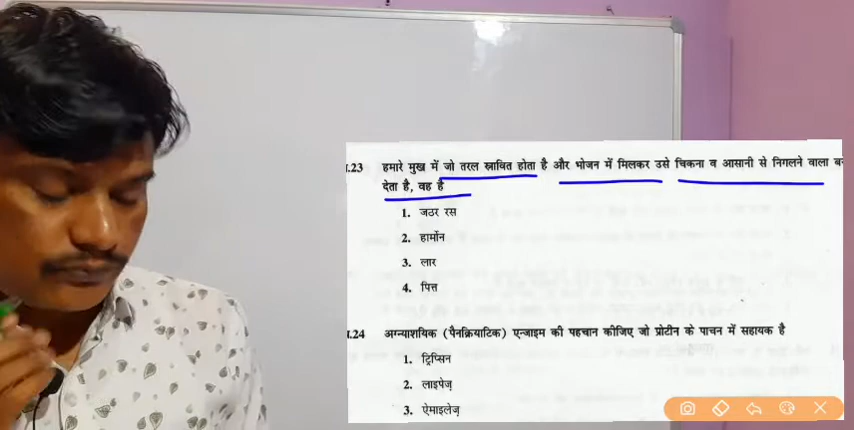 .23 हमारे मुख में जो तरल स्रावित होता है और भोजन में मिलकर उसे चिकना व आसानी से निगलने वाला
देता है, वह है
1. जठर रस
2. हार्मोन
3. लार
4. पित्त
.24 अग्न्याशयिक (पैनक्रियाटिक) एन्जाइम की पहचान कीजिए जो प्रोटीन के पाचन में सहायक है
1. ट्रिप्सिन
2. लाइपेज़
3. ऐमाइलेज़